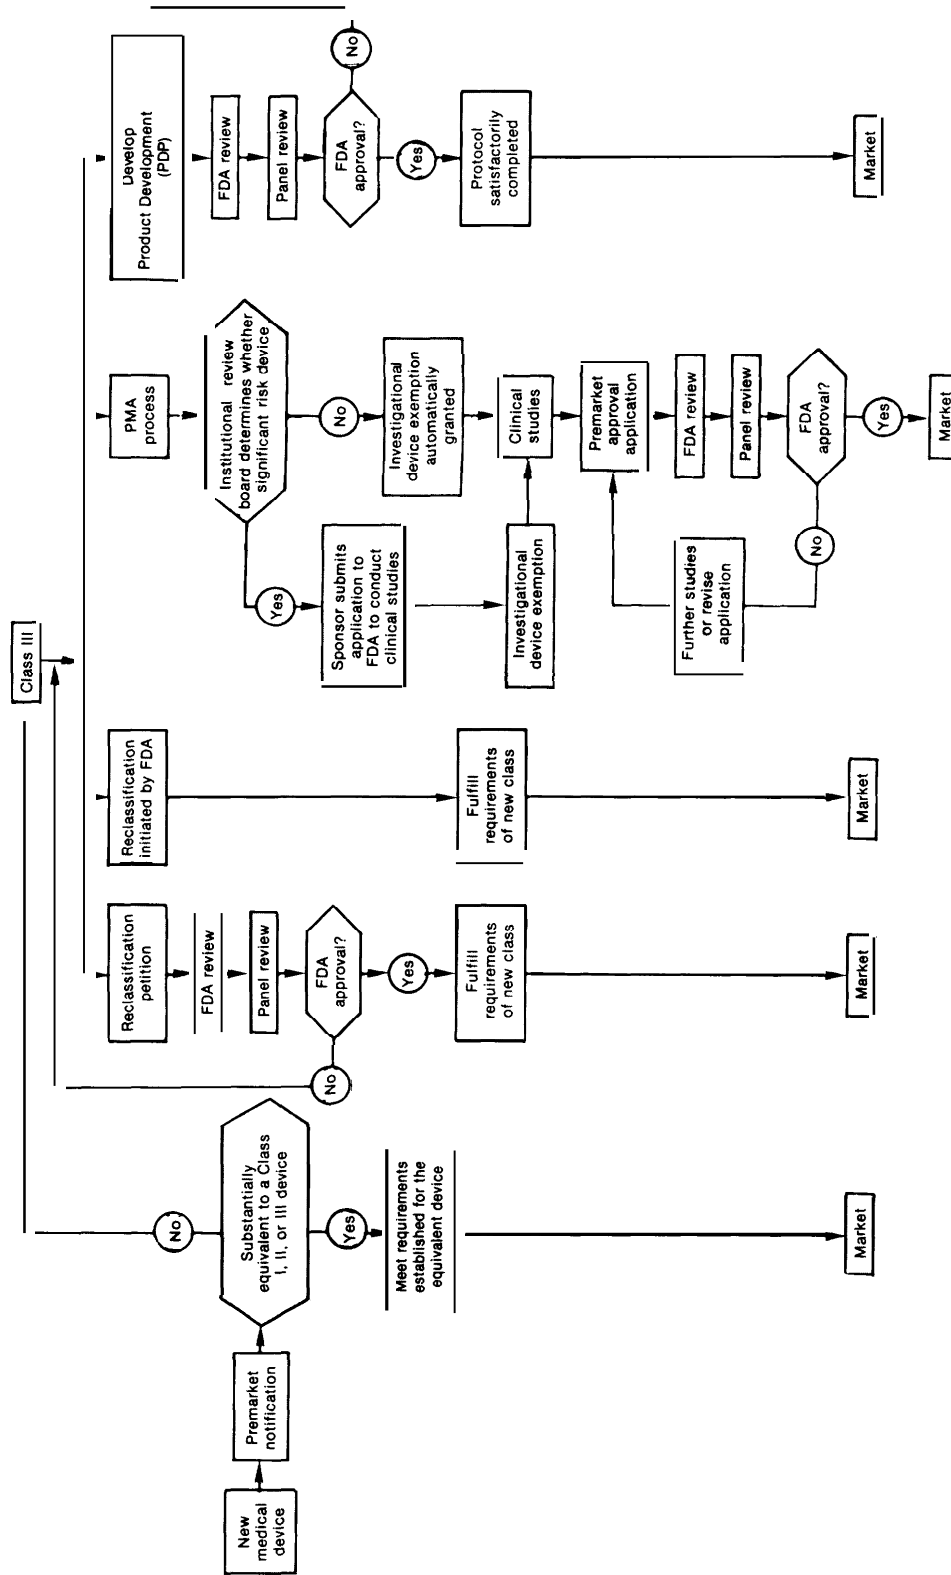 New
medical
device
Premarket
notification
Substantially
equivalent to a Class
I, II, or III device
No
Yes
Meet requirements
established for the
equivalent device
Market
Class III
Reclassification
petition
FDA review
Panel review
FDA
approval?
No
Yes
Fulfill
requirements
of new class
Market
Reclassification
initiated by FDA
Fulfill
requirements
of new class
Market
PMA
process
Institutional review
board determines whether
significant risk device
Yes
No
Sponsor submits
application to
FDA to conduct
clinical studies
Investigational
device exemption
Investigational
device exemption
automatically
granted
Clinical
studies
Premarket
approval
application
FDA review
Panel review
FDA
approval?
No
Further studies
or revise
application
Yes
Market
Develop
Product Development
(PDP)
FDA review
Panel review
FDA
approval?
No
Yes
Protocol
satisfactorily
completed
Market